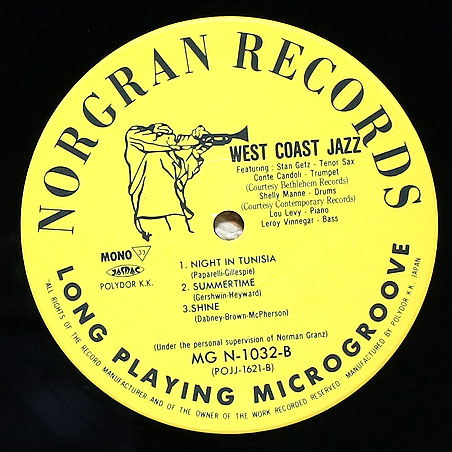 NORGRAN RECORDS
WEST COAST JAZZ
Featuring : Stan Getz - Tenor Sax
Conte Candoli - Trumpet
(Courtesy Bethlehem Records)
Shelly Manne - Drums
(Courtesy Contemporary Records)
Lou Levy - Piano
Leroy Vinnegar - Bass
MONO 33
JASRAC
POLYDOR K.K.
1. NIGHT IN TUNISIA
(Paparelli-Gillespie)
2. SUMMERTIME
(Gershwin-Heyward)
3.SHINE
(Dabney-Brown-McPherson)
(Under the personal supervision of Norman Granz)
MG N-1032-B
(POJJ-1621-B)
LONG PLAYING MICROGROOVE
ALL RIGHTS OF THE RECORD MANUFACTURER AND OF THE OWNER OF THE WORK RECORDED RESERVED MANUFACTURED BY POLYDOR K.K. JAPAN